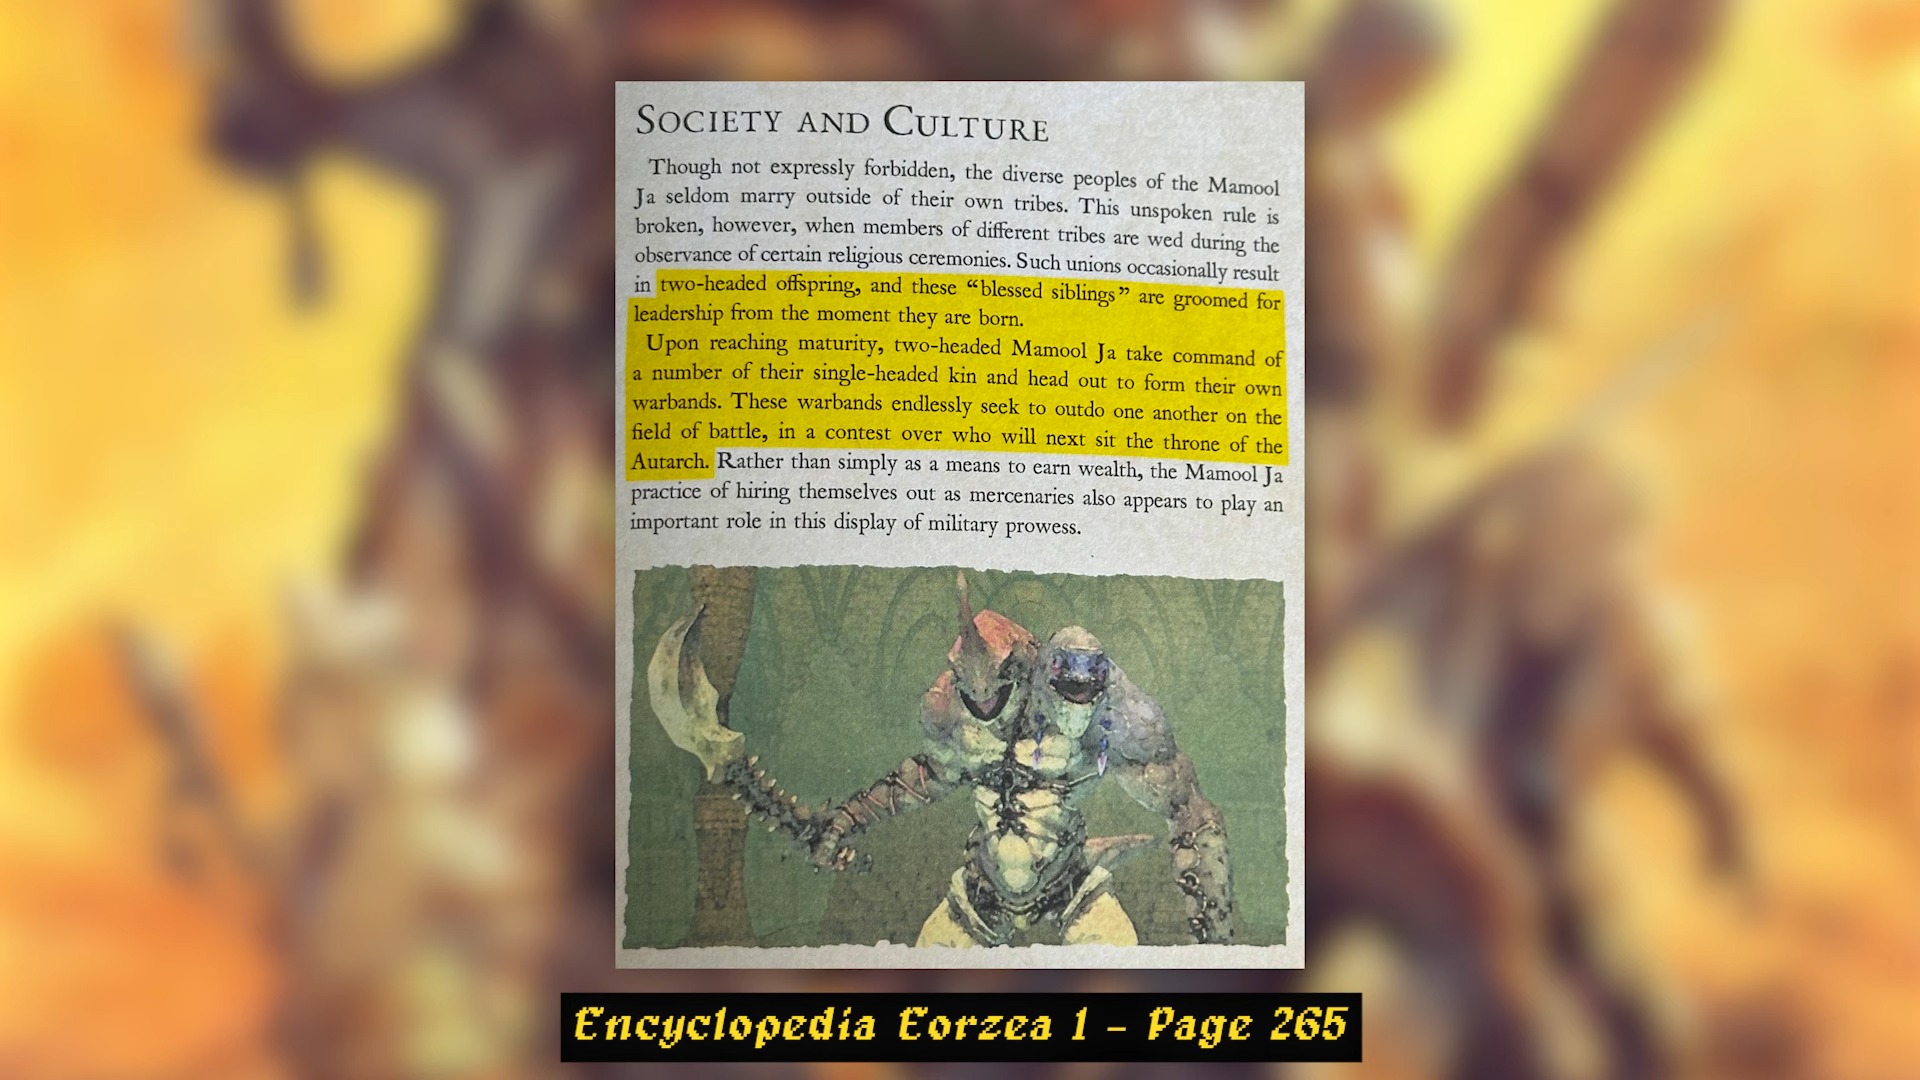 Society and Culture
Though not expressly forbidden, the diverse peoples of the Mamool
Ja seldom marry outside of their own tribes. This unspoken rule is
broken, however, when members of different tribes are wed during the
observance of certain religious ceremonies. Such unions occasionally result
in two-headed offspring, and these “blessed siblings” are groomed for
leadership from the moment they are born.
Upon reaching maturity, two-headed Mamool Ja take command of
a number of their single-headed kin and head out to form their own
warbands. These warbands endlessly seek to outdo one another on the
field of battle, in a contest over who will next sit the throne of the
Autarch. Rather than simply as a means to earn wealth, the Mamool Ja
practice of hiring themselves out as mercenaries also appears to play an
important role in this display of military prowess.
Encyclopedia Eorzea 1 - Page 265